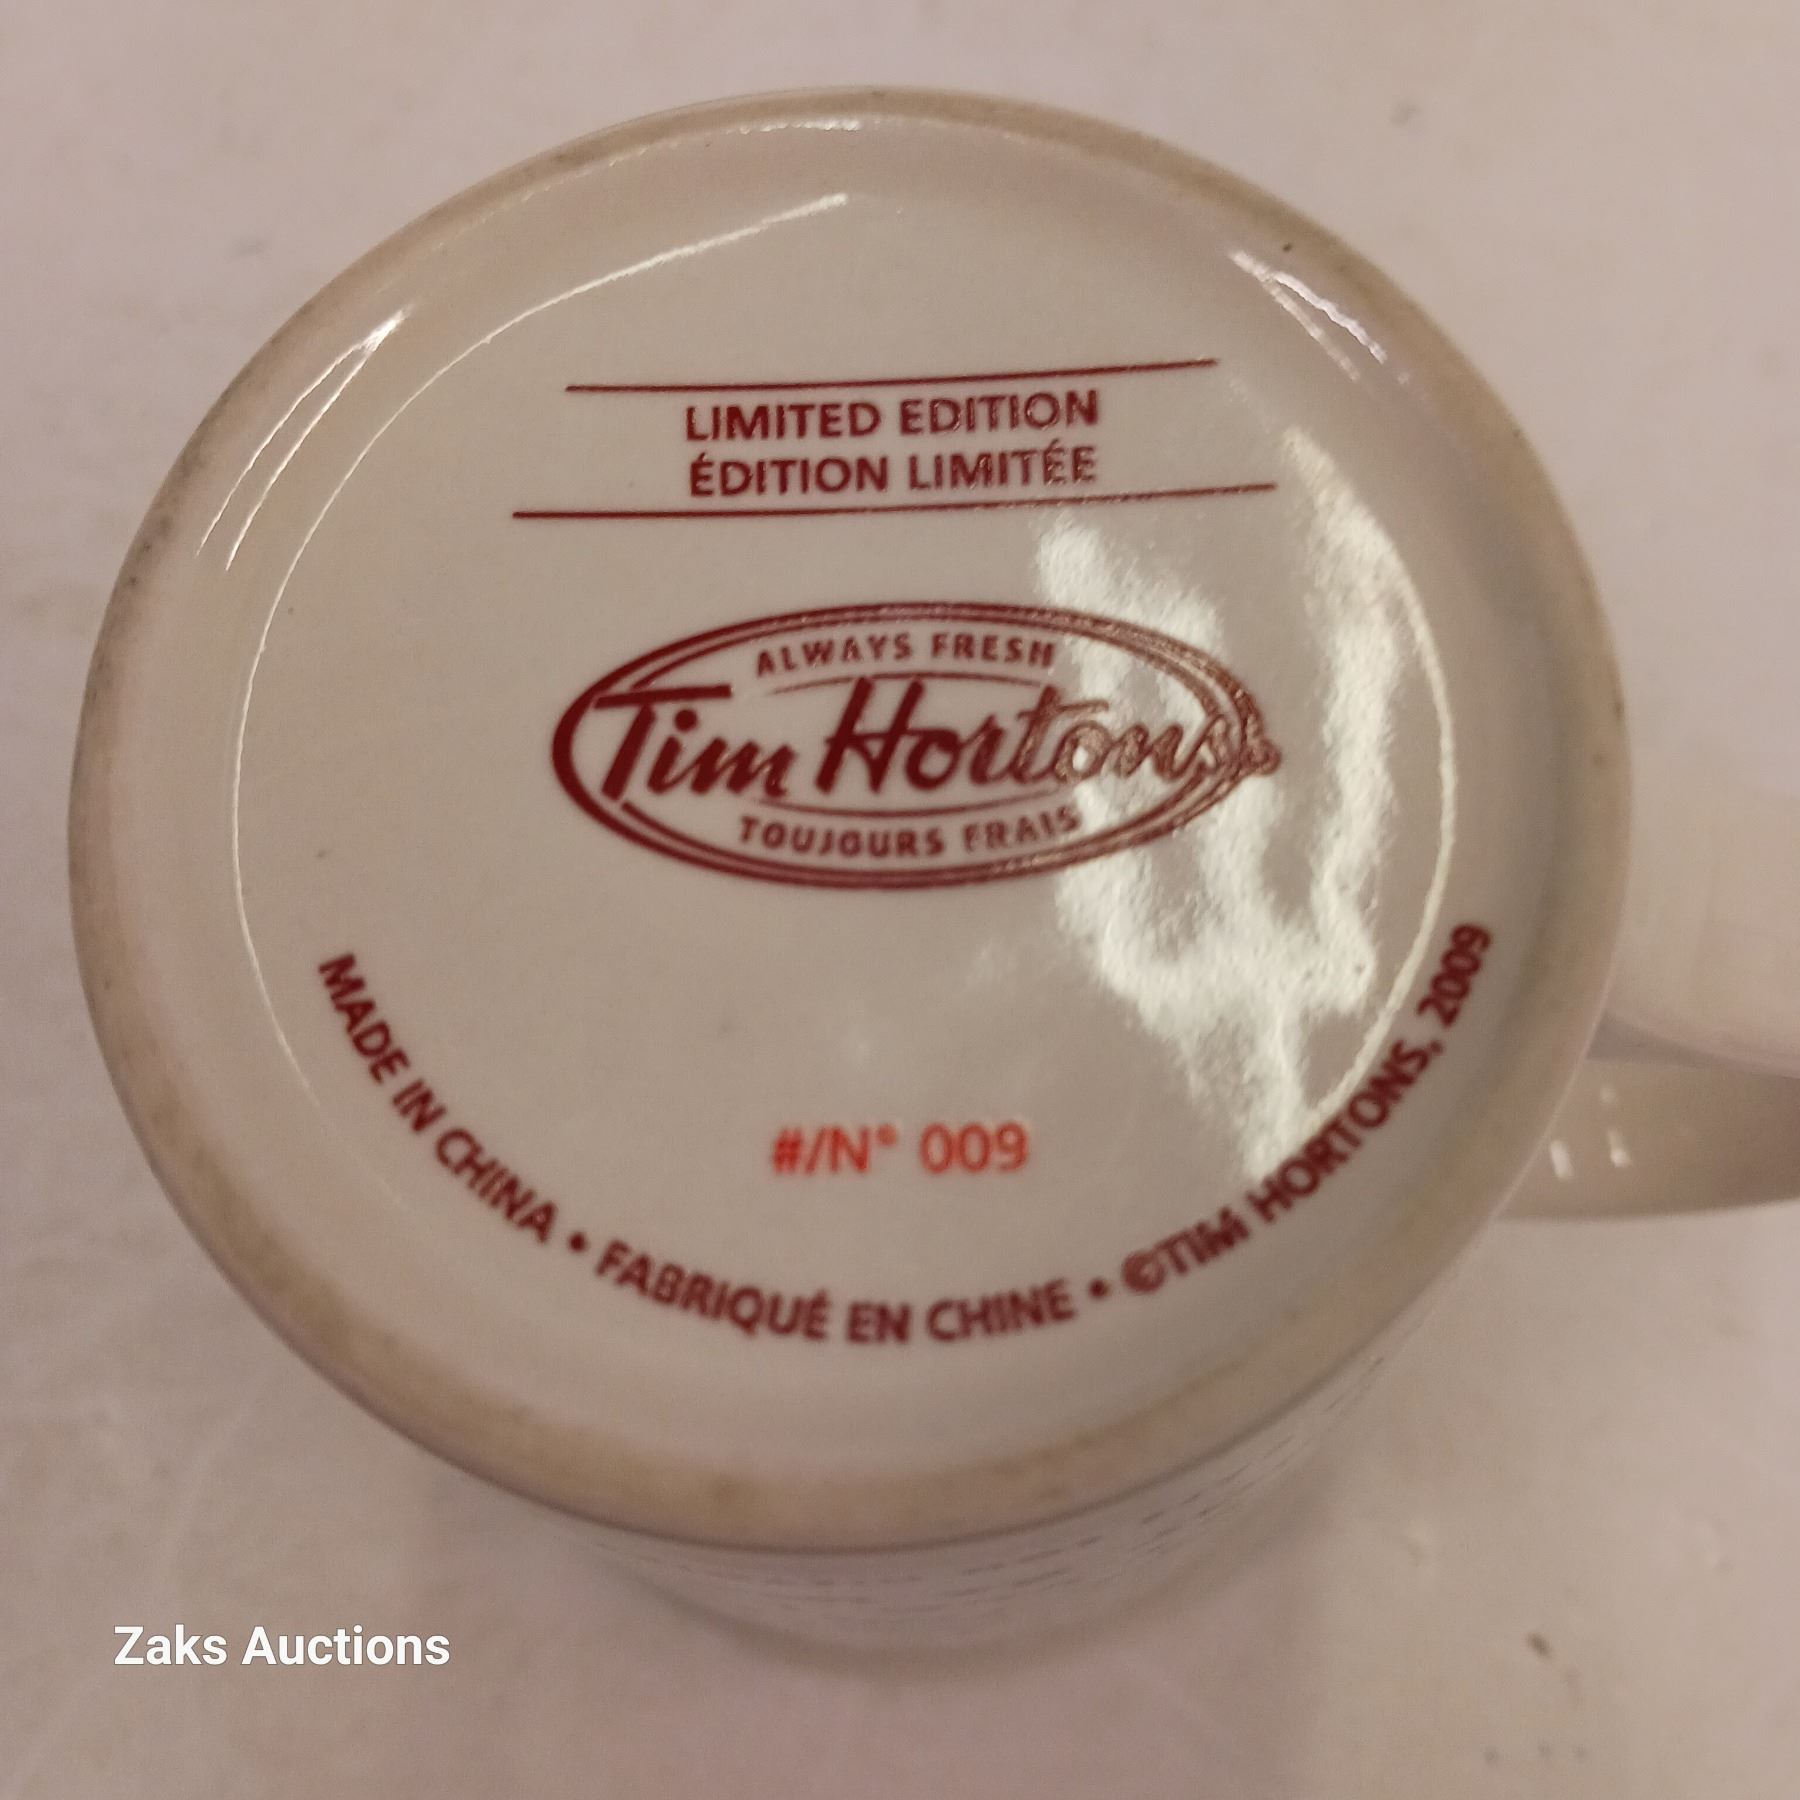 LIMITED EDITION
ÉDITION LIMITÉE
ALWAYS FRESH
Tim Hortons
TOUJOURS FRAIS
#/N° 009
MADE IN CHINA • FABRIQUÉ EN CHINE • ©TIM HORTONS, 2009
Zaks Auctions